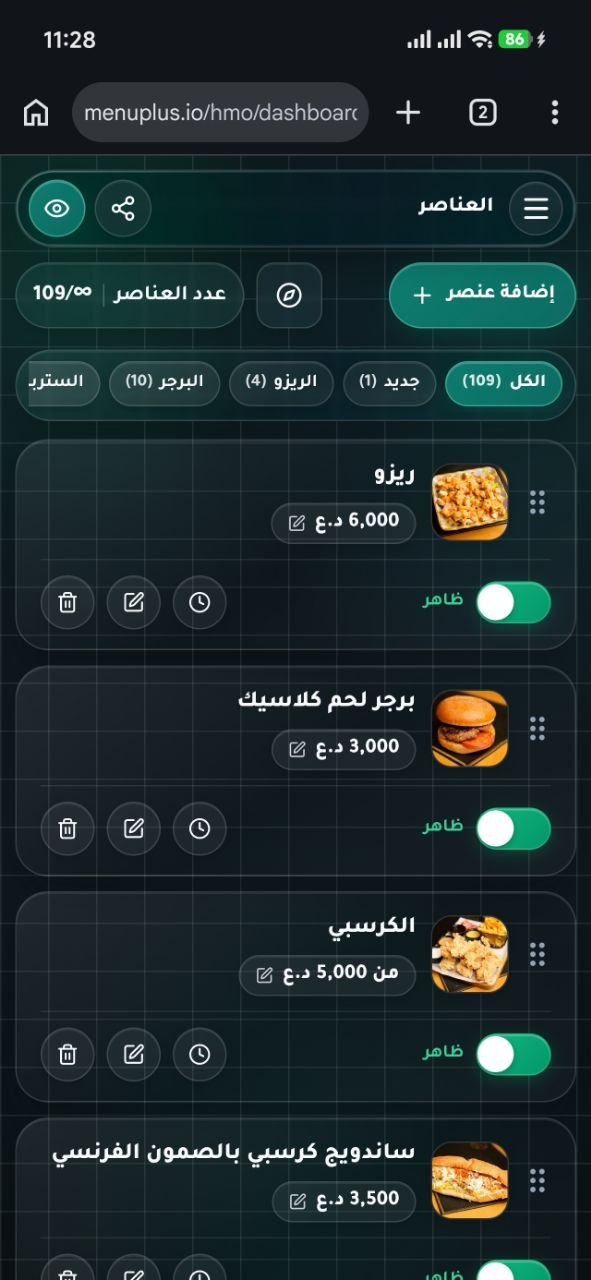 11:28
86
menuplus.io/hmo/dashboard
2
العناصر
إضافة عنصر +
عدد العناصر | 109/∞
الكل (109)
جديد (1)
الريزو (4)
البرجر (10)
ريزو
6,000 د.ع
ظاهر
برجر لحم كلاسيك
3,000 د.ع
ظاهر
الكرسبي
من 5,000 د.ع
ظاهر
ساندويج كرسبي بالصمون الفرنسي
3,500 د.ع
ظاهر